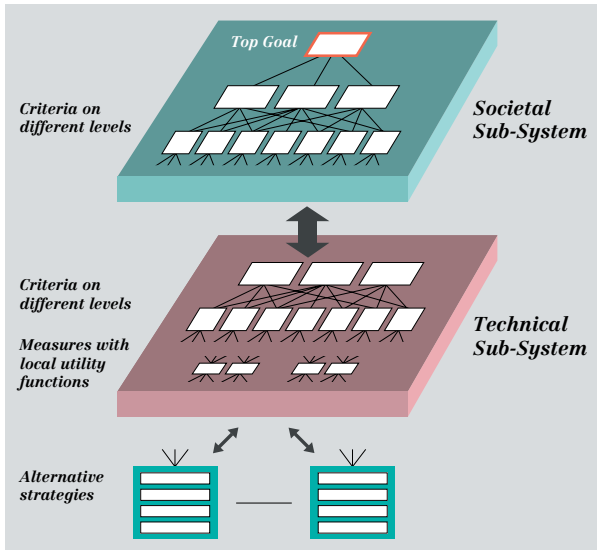 Top Goal
Criteria on
different levels
Societal
Sub-System
Criteria on
different levels
Technical
Sub-System
Measures with
local utility
functions
Alternative
strategies